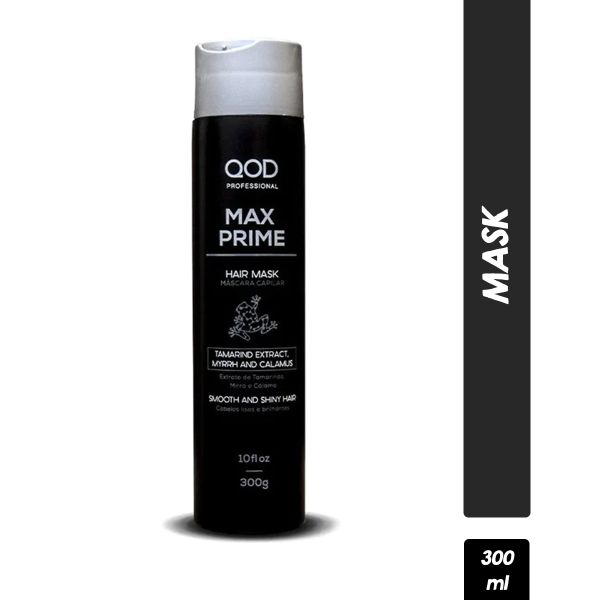 QOD
PROFESSIONAL
MAX
PRIME
HAIR MASK
MÁSCARA CAPILAR
TAMARIND EXTRACT,
MYRRH AND CALAMUS
Extrato de Tamarindo,
Mirra e Cálamo
SMOOTH AND SHINY HAIR
Cabelos lisos e brilhantes
10fl oz
300g
MASK
300
ml